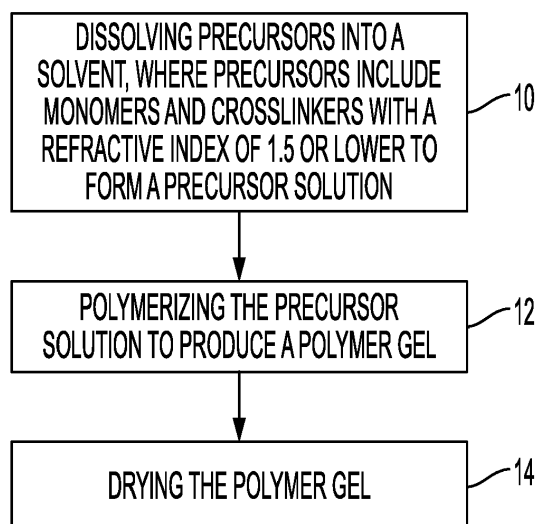 DISSOLVING PRECURSORS INTO A
SOLVENT, WHERE PRECURSORS INCLUDE
MONOMERS AND CROSSLINKERS WITH A
REFRACTIVE INDEX OF 1.5 OR LOWER TO
FORM A PRECURSOR SOLUTION
10
POLYMERIZING THE PRECURSOR
SOLUTION TO PRODUCE A POLYMER GEL
12
DRYING THE POLYMER GEL
14